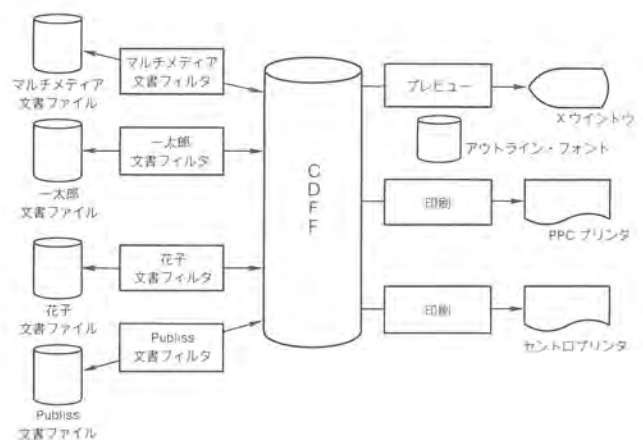 マルチメディア
文書ファイル
マルチメディア
文書フィルタ
一太郎
文書ファイル
一太郎
文書フィルタ
花子
文書ファイル
花子
文書フィルタ
Publiss
文書ファイル
Publiss
文書フィルタ
CDFF
プレビュー
Xウイントウ
アウトライン・フォント
印刷
PPCプリンタ
印刷
セントロプリンタ